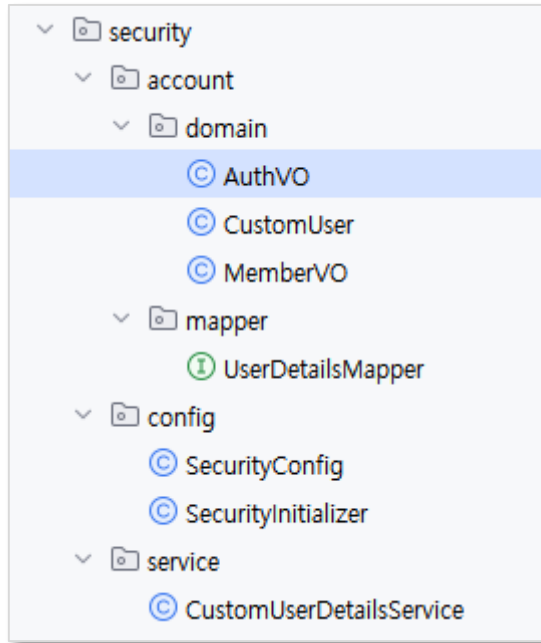 security
account
domain
AuthVO
CustomUser
MemberVO
mapper
UserDetailsMapper
config
SecurityConfig
SecurityInitializer
service
CustomUserDetailsService